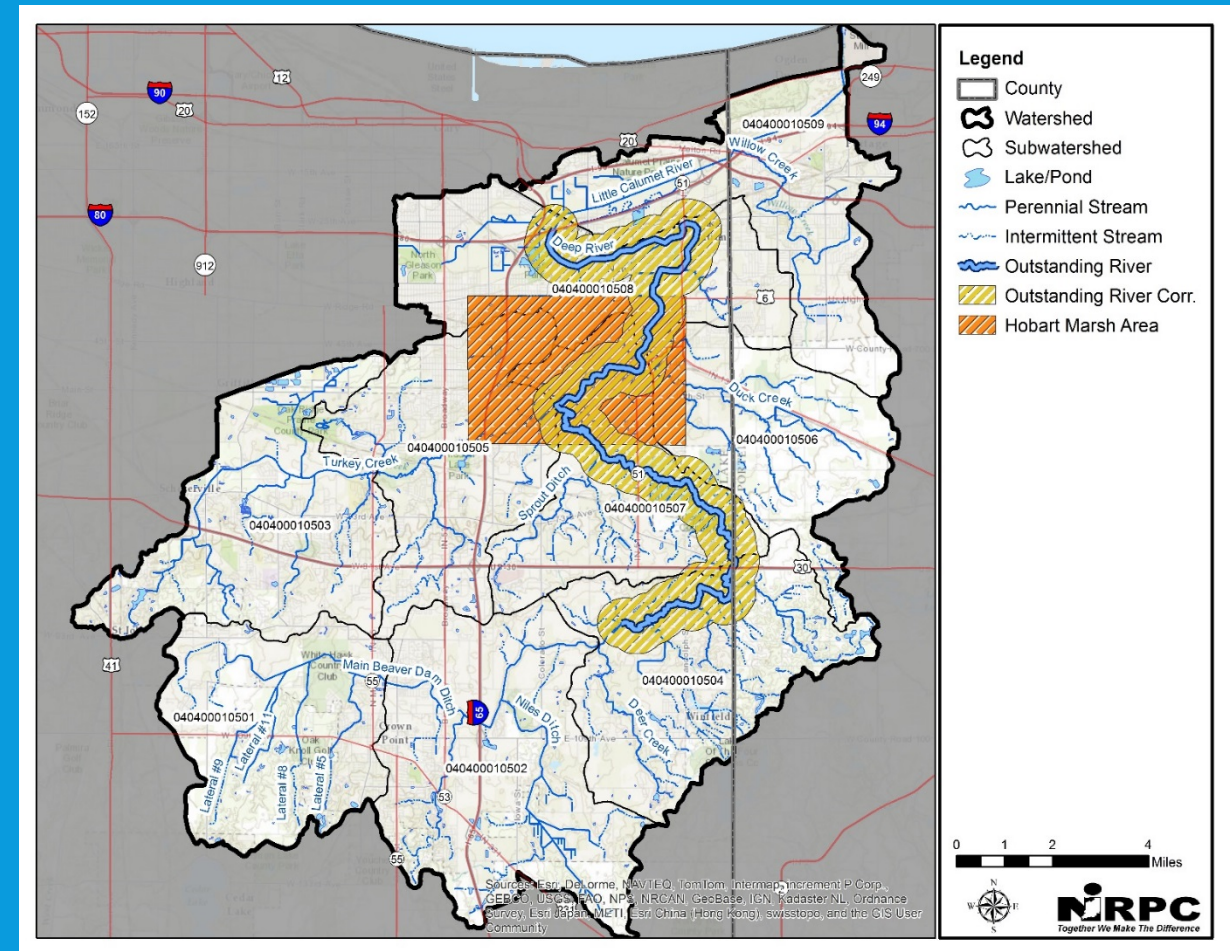 12
90
20
152
249
94
20
040400010509
Willow Creek
Little Calumet River
51
80
Deep River
912
North
Gleason
Park
040400010508
6
Duck Creek
040400010506
040400010505
Turkey Creek
51
Sprout Ditch
040400010507
040400010503
30
41
Main Beaver Dam Ditch
55
040400010504
040400010501
Lateral #11
65
Niles Ditch
Deer Creek
Crown
Point
Lateral #9
Lateral #8
Lateral #5
040400010502
53
55
231
Sources: Esri, DeLorme, NAVTEQ, TomTom, Intermap, increment P Corp.,
GEBCO, USGS, FAO, NPS, NRCAN, GeoBase, IGN, Kadaster NL, Ordnance
Survey, Esri Japan, METI, Esri China (Hong Kong), swisstopo, and the GIS User
Community
Legend
County
Watershed
Subwatershed
Lake/Pond
Perennial Stream
Intermittent Stream
Outstanding River
Outstanding River Corr.
Hobart Marsh Area
0 1 2 4
Miles
N
W E
S
NIRPC
Together We Make The Difference